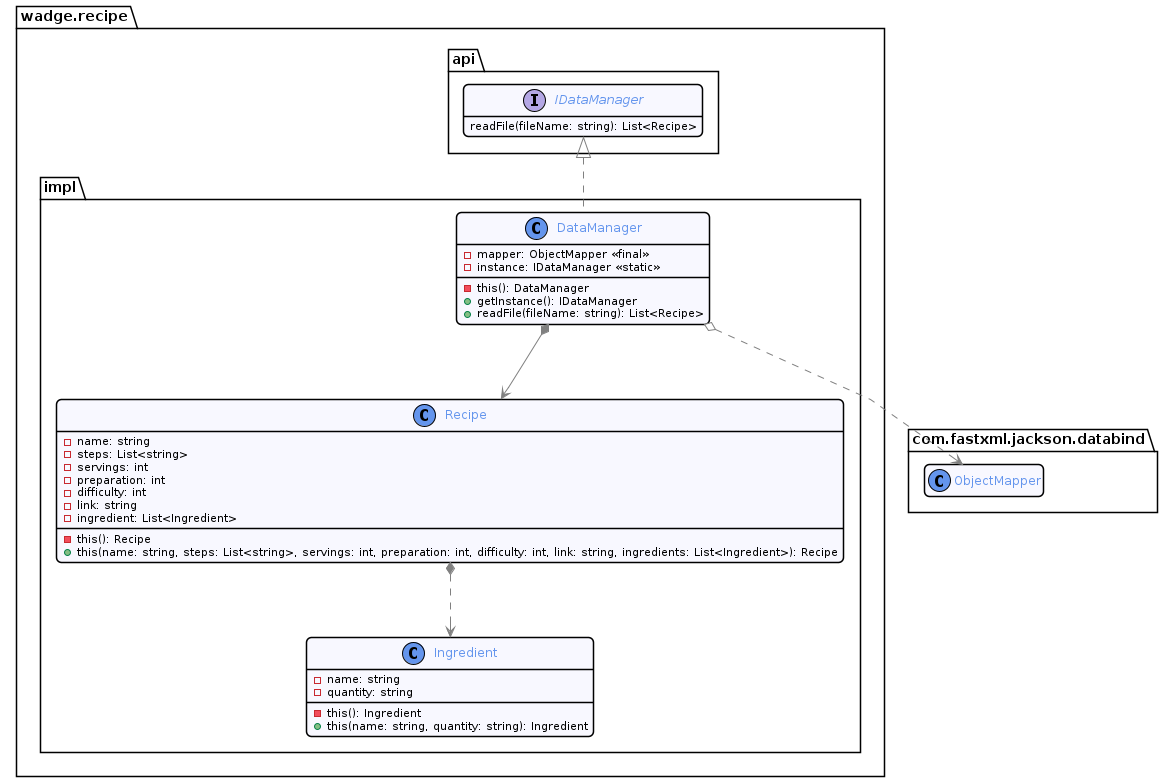 wadge.recipe
api
I IDataManager
readFile(fileName: string): List<Recipe>
impl
C DataManager
mapper: ObjectMapper «final»
instance: IDataManager «static»
this(): DataManager
getInstance(): IDataManager
readFile(fileName: string): List<Recipe>
C Recipe
name: string
steps: List<string>
servings: int
preparation: int
difficulty: int
link: string
ingredient: List<Ingredient>
this(): Recipe
this(name: string, steps: List<string>, servings: int, preparation: int, difficulty: int, link: string, ingredients: List<Ingredient>): Recipe
com.fastxml.jackson.databind
C ObjectMapper
C Ingredient
name: string
quantity: string
this(): Ingredient
this(name: string, quantity: string): Ingredient